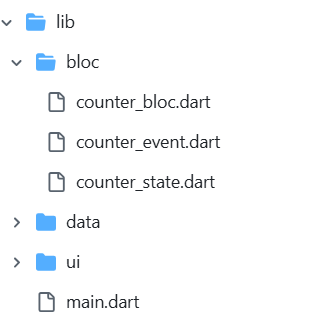 lib
bloc
counter_bloc.dart
counter_event.dart
counter_state.dart
data
ui
main.dart